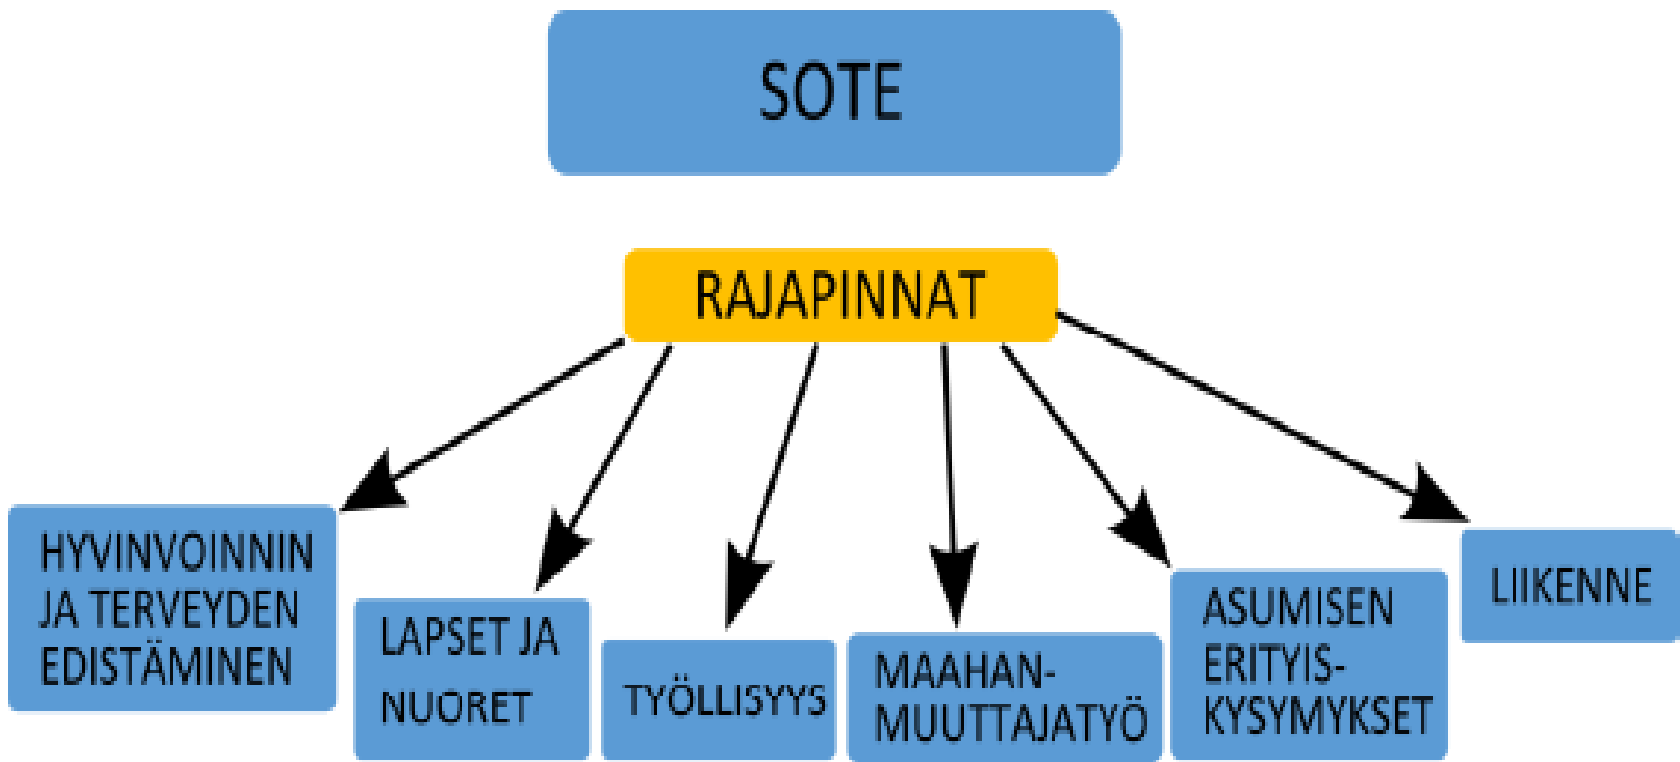 SOTE
RAJAPINNAT
HYVINVOINNIN
JA TERVEYDEN
EDISTÄMINEN
LAPSET JA
NUORET
TYÖLLISYYS
MAAHAN-
MUUTTAJATYÖ
ASUMISEN
ERITYIS-
KYSYMYKSET
LIIKENNE